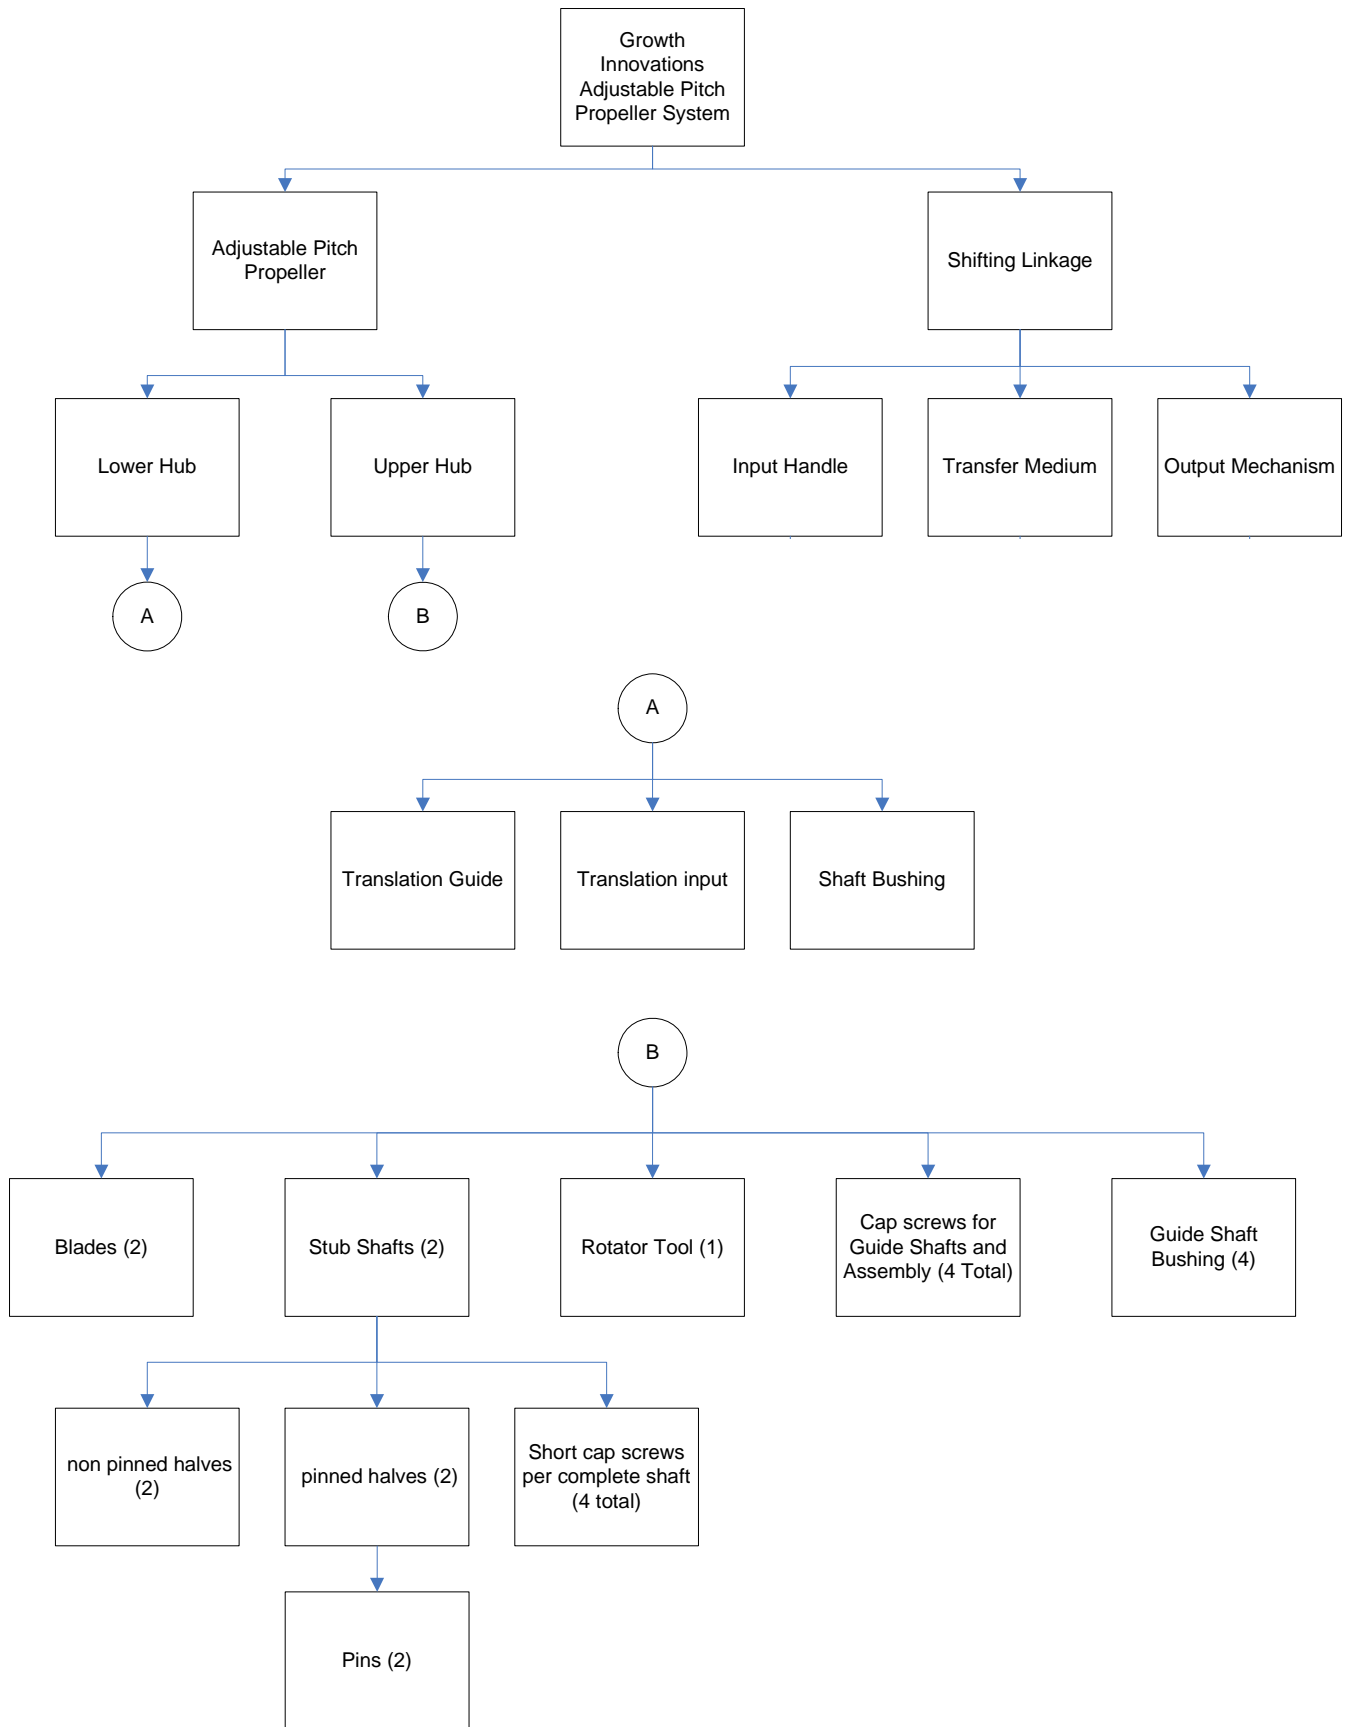 Growth
Innovations
Adjustable Pitch
Propeller System
Adjustable Pitch
Propeller
Shifting Linkage
Lower Hub
Upper Hub
Input Handle
Transfer Medium
Output Mechanism
A
B
A
Translation Guide
Translation input
Shaft Bushing
B
Blades (2)
Stub Shafts (2)
Rotator Tool (1)
Cap screws for
Guide Shafts and
Assembly (4 Total)
Guide Shaft
Bushing (4)
non pinned halves
(2)
pinned halves (2)
Short cap screws
per complete shaft
(4 total)
Pins (2)